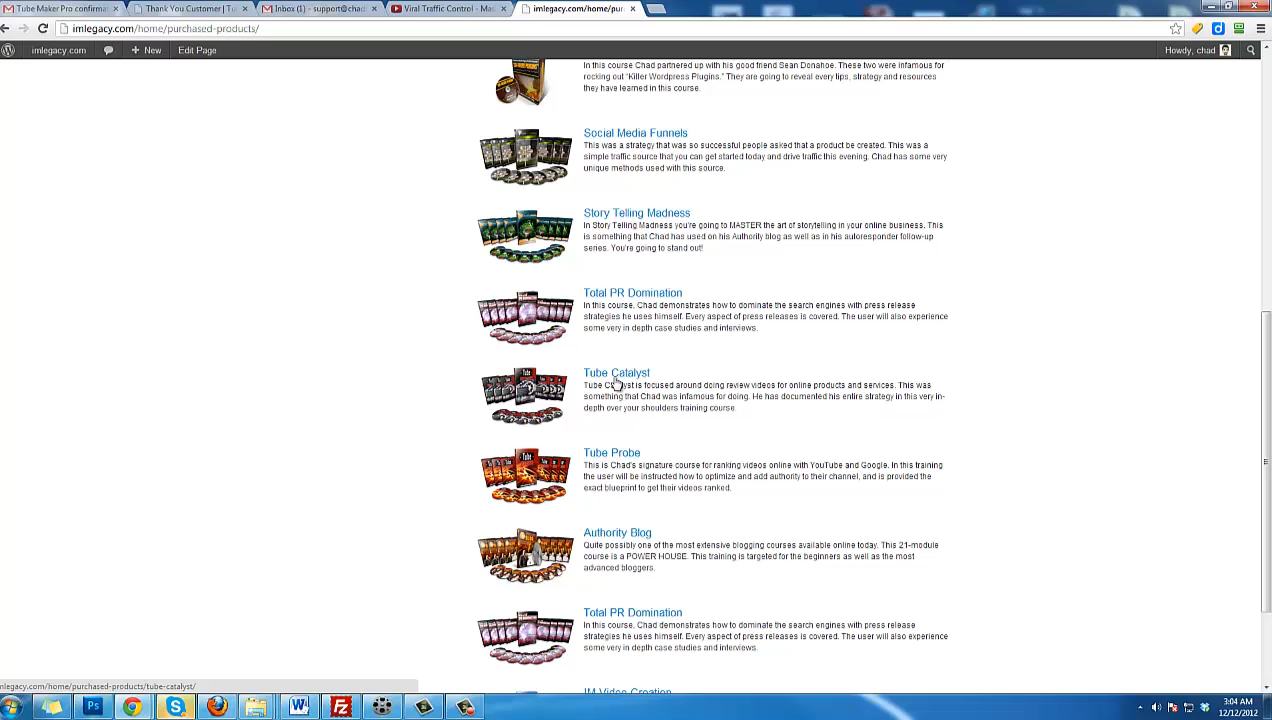 Tube Maker Pro confirmat
Thank You Customer | Tu
Inbox (1) - support@chad
Viral Traffic Control - Mas
imlegacy.com/home/pur
imlegacy.com/home/purchased-products/
imlegacy.com
New
Edit Page
Howdy, chad
In this course Chad partnered up with his good friend Sean Donahoe. These two were infamous for
rocking out "Killer Wordpress Plugins." They are going to reveal every tips, strategy and resources
they have learned in this course.
Social Media Funnels
This was a strategy that was so successful people asked that a product be created. This was a
simple traffic source that you can get started today and drive traffic this evening. Chad has some very
unique methods used with this source.
Story Telling Madness
In Story Telling Madness you're going to MASTER the art of storytelling in your online business. This
is something that Chad has used on his Authority blog as well as in his autoresponder follow-up
series. You're going to stand out!
Total PR Domination
In this course, Chad demonstrates how to dominate the search engines with press release
strategies he uses himself. Every aspect of press releases is covered. The user will also experience
some very in depth case studies and interviews.
Tube Catalyst
Tube Catalyst is focused around doing review videos for online products and services. This was
something that Chad was infamous for doing. He has documented his entire strategy in this very in-
depth over your shoulders training course.
Tube Probe
This is Chad's signature course for ranking videos online with YouTube and Google. In this training
the user will be instructed how to optimize and add authority to their channel, and is provided the
exact blueprint to get their videos ranked.
Authority Blog
Quite possibly one of the most extensive blogging courses available online today. This 21-module
course is a POWER HOUSE. This training is targeted for the beginners as well as the most
advanced bloggers.
Total PR Domination
In this course, Chad demonstrates how to dominate the search engines with press release
strategies he uses himself. Every aspect of press releases is covered. The user will also experience
some very in depth case studies and interviews.
IM Video Creation
mlegacy.com/home/purchased-products/tube-catalyst/
3:04 AM
12/12/2012